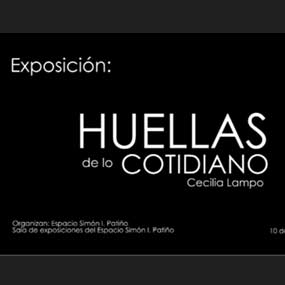 Exposición:
HUELLAS
de lo COTIDIANO
Cecilia Lampo
Organizan: Espacio Simón I. Patiño
Sala de exposiciones del Espacio Simón I. Patiño
10 de